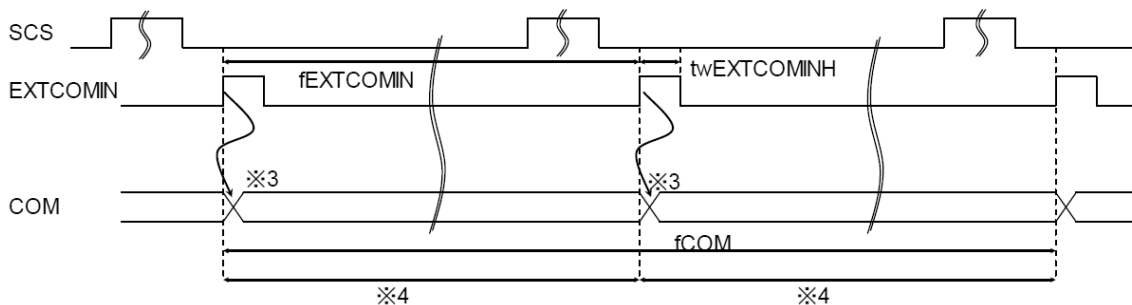 SCS
fEXTCOMIN
twEXTCOMINH
EXTCOMIN
※3
※3
COM
fCOM
※4
※4